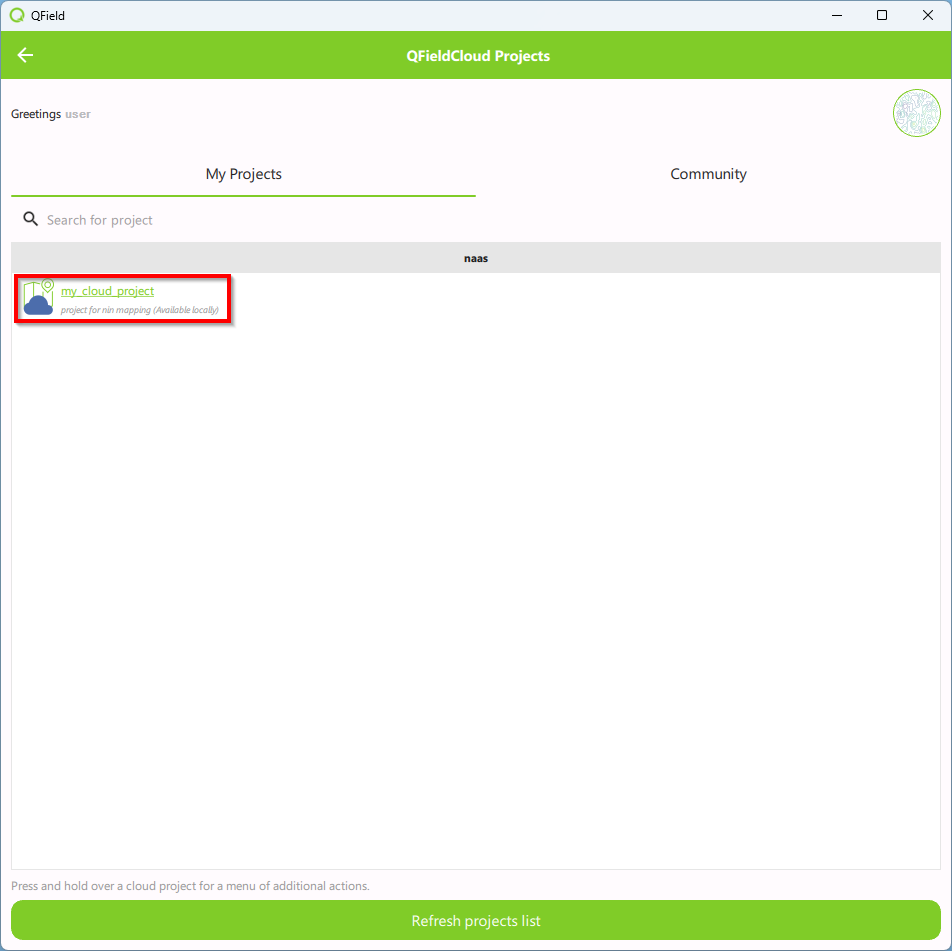 QField
QFieldCloud Projects
Greetings user
My Projects
Community
Search for project
naas
my_cloud_project
project for nin mapping (Available locally)
Press and hold over a cloud project for a menu of additional actions.
Refresh projects list